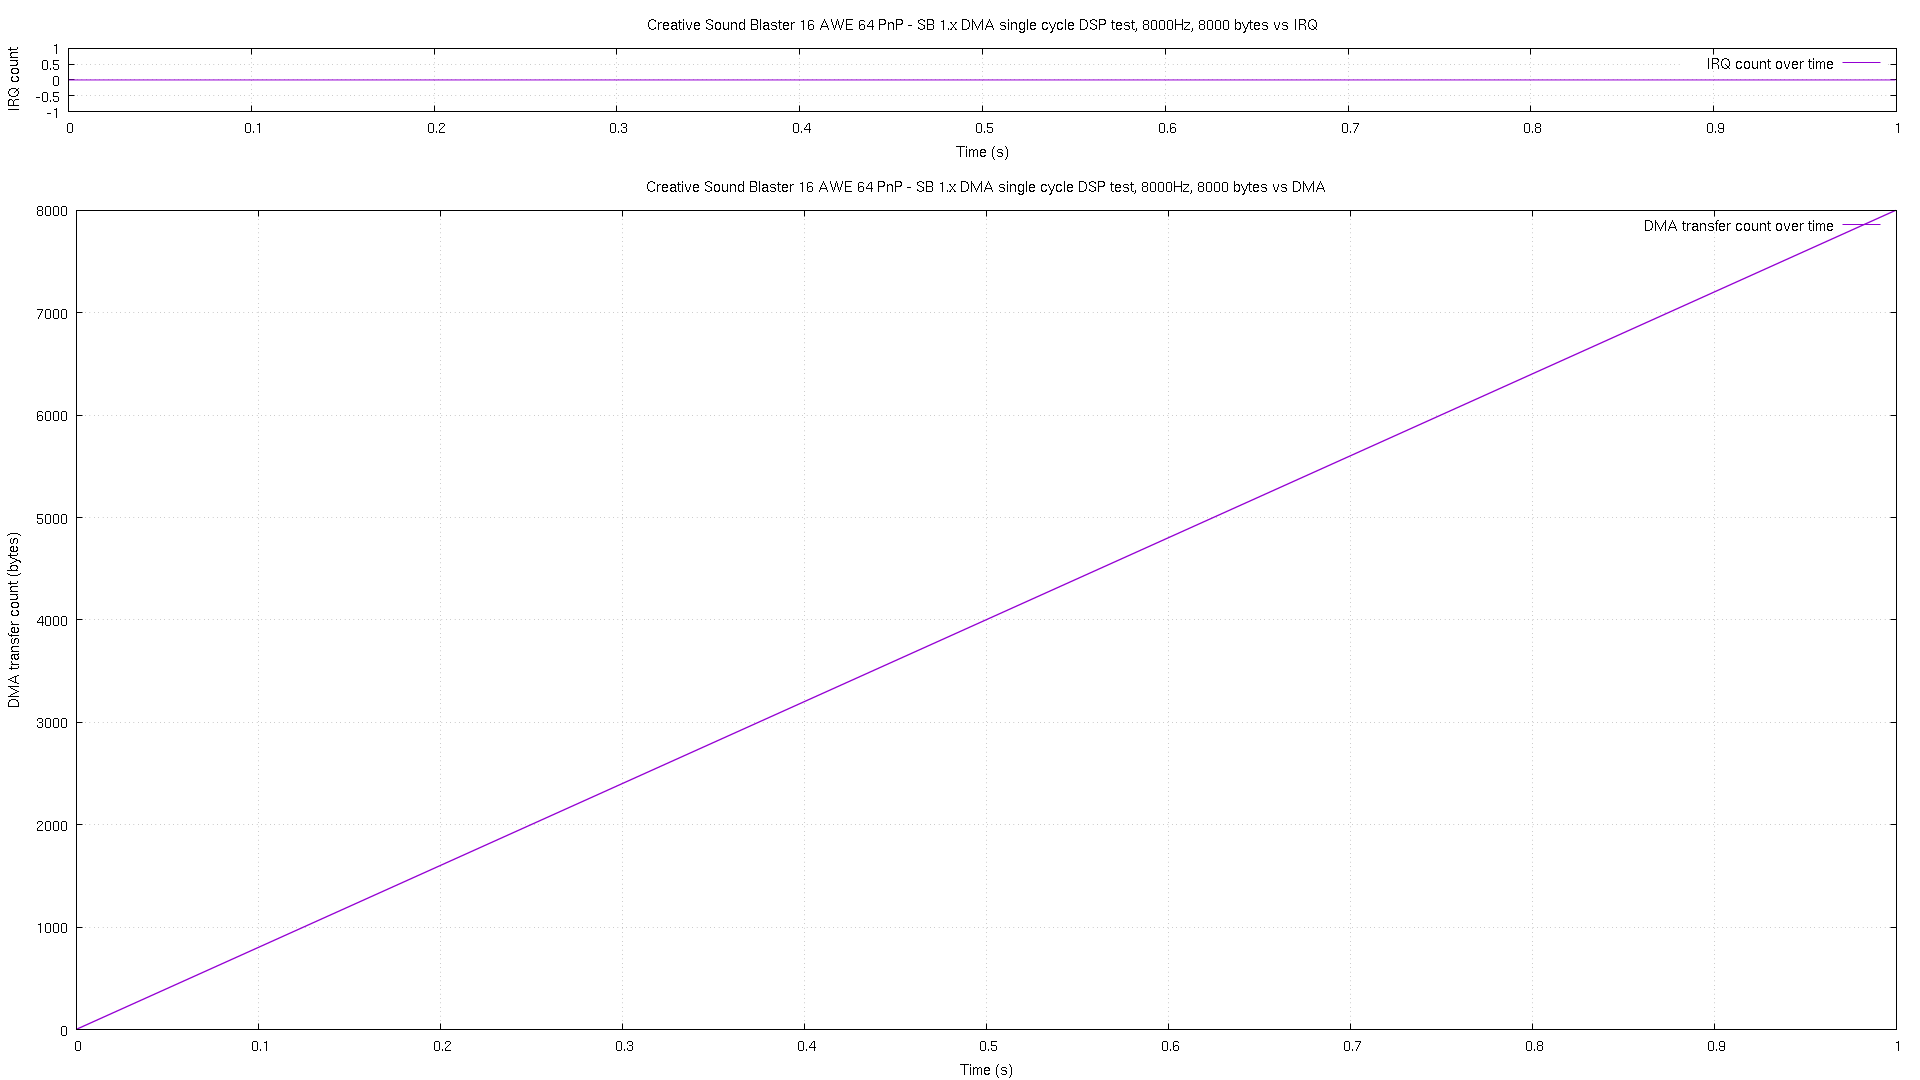 Creative Sound Blaster 16 AWE 64 PnP - SB 1.x DMA single cycle DSP test, 8000Hz, 8000 bytes vs IRQ
IRQ count
1
0.5
0
-0.5
-1
IRQ count over time
0 0.1 0.2 0.3 0.4 0.5 0.6 0.7 0.8 0.9 1
Time (s)
Creative Sound Blaster 16 AWE 64 PnP - SB 1.x DMA single cycle DSP test, 8000Hz, 8000 bytes vs DMA
DMA transfer count (bytes)
8000
DMA transfer count over time
7000
6000
5000
4000
3000
2000
1000
0
0 0.1 0.2 0.3 0.4 0.5 0.6 0.7 0.8 0.9 1
Time (s)